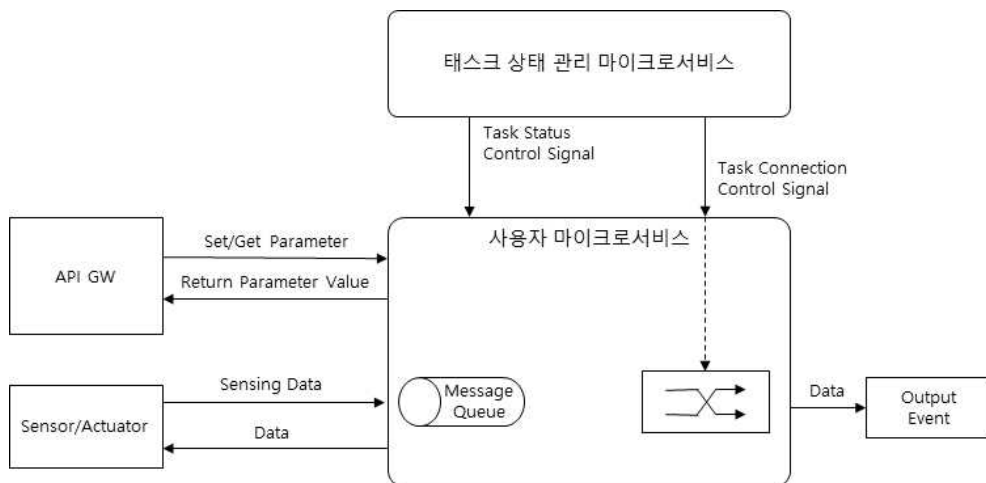 태스크 상태 관리 마이크로서비스
Task Status
Control Signal
Task Connection
Control Signal
사용자 마이크로서비스
API GW
Set/Get Parameter
Return Parameter Value
Sensor/Actuator
Sensing Data
Data
Message
Queue
Data
Output
Event